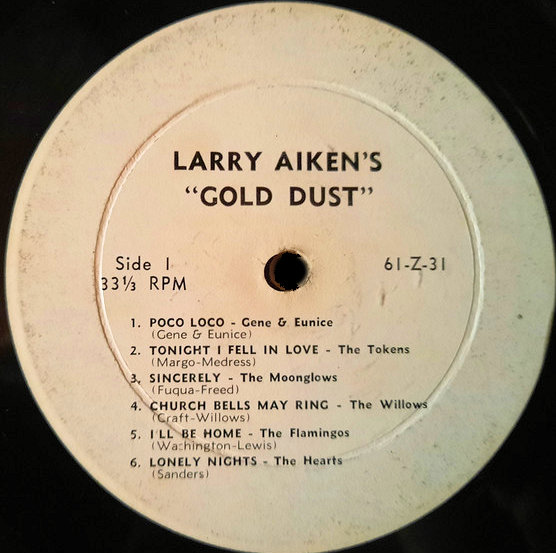 LARRY AIKEN'S
“GOLD DUST”
Side 1 61-Z-31
33⅓ RPM
1. POCO LOCO - Gene & Eunice
(Gene & Eunice)
2. TONIGHT I FELL IN LOVE - The Tokens
(Margo-Medress)
3. SINCERELY - The Moonglows
(Fuqua-Freed)
4. CHURCH BELLS MAY RING - The Willows
(Craft-Willows)
5. I'LL BE HOME - The Flamingos
(Washington-Lewis)
6. LONELY NIGHTS - The Hearts
(Sanders)